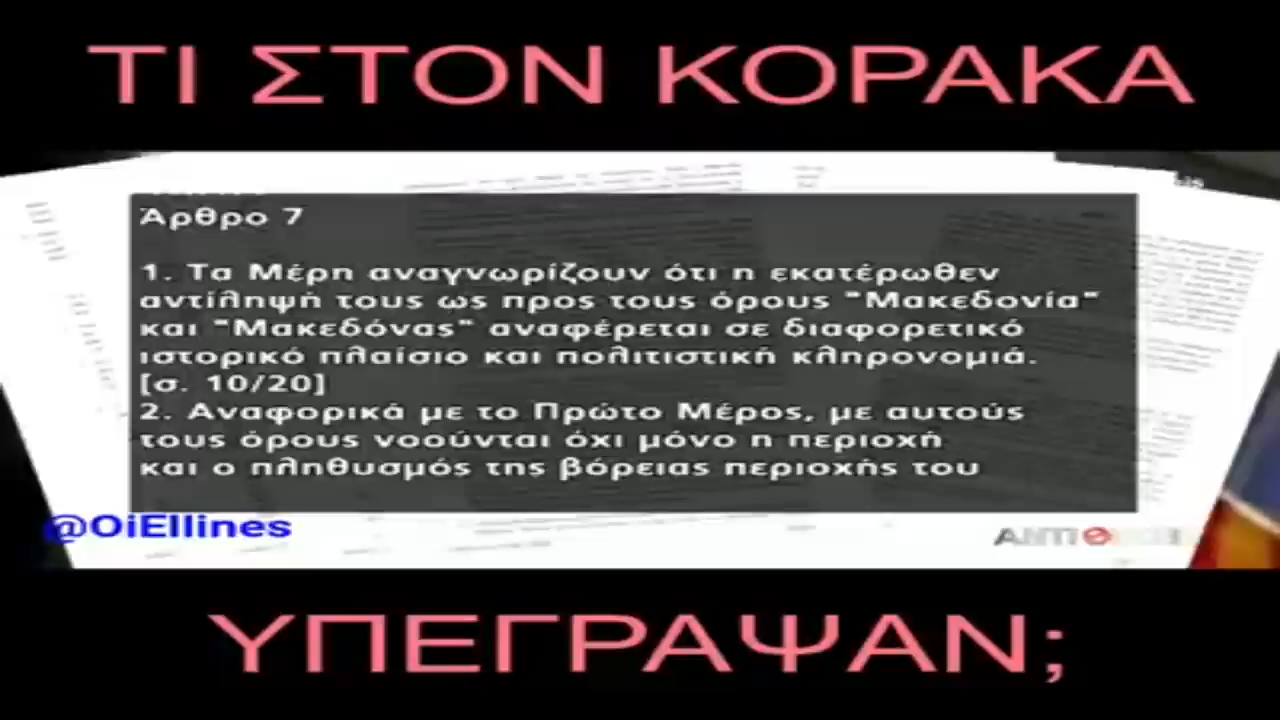 ΤΙ ΣΤΟΝ ΚΟΡΑΚΑ
Άρθρο 7
1. Τα Μέρη αναγνωρίζουν ότι η εκατέρωθεν
αντίληψή τους ως προς τους όρους "Μακεδονία"
και "Μακεδόνας" αναφέρεται σε διαφορετικό
ιστορικό πλαίσιο και πολιτιστική κληρονομιά.
[σ. 10/20]
2. Αναφορικά με το Πρώτο Μέρος, με αυτούς
τους όρους νοούνται όχι μόνο η περιοχή
και ο πληθυσμός της βόρειας περιοχής του
@OiEllines
ΥΠΕΓΡΑΨΑΝ;